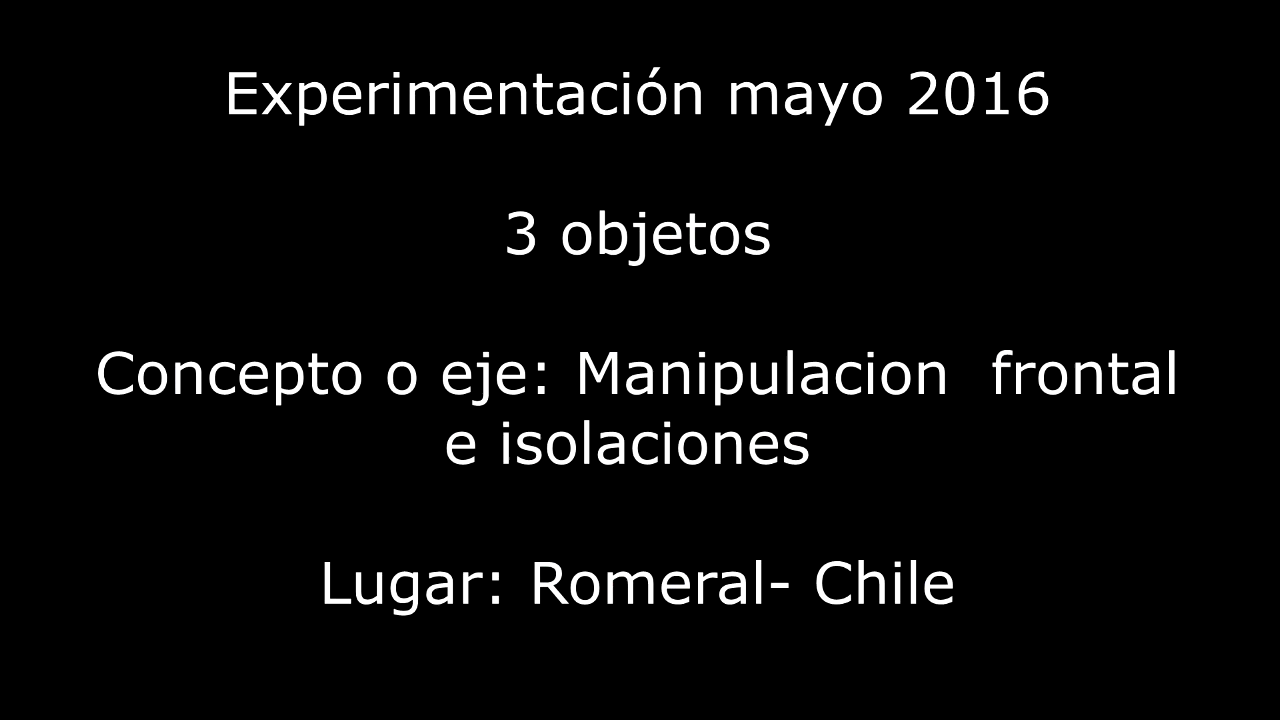 Experimentación mayo 2016
3 objetos
Concepto o eje: Manipulacion  frontal
e isolaciones
Lugar: Romeral- Chile